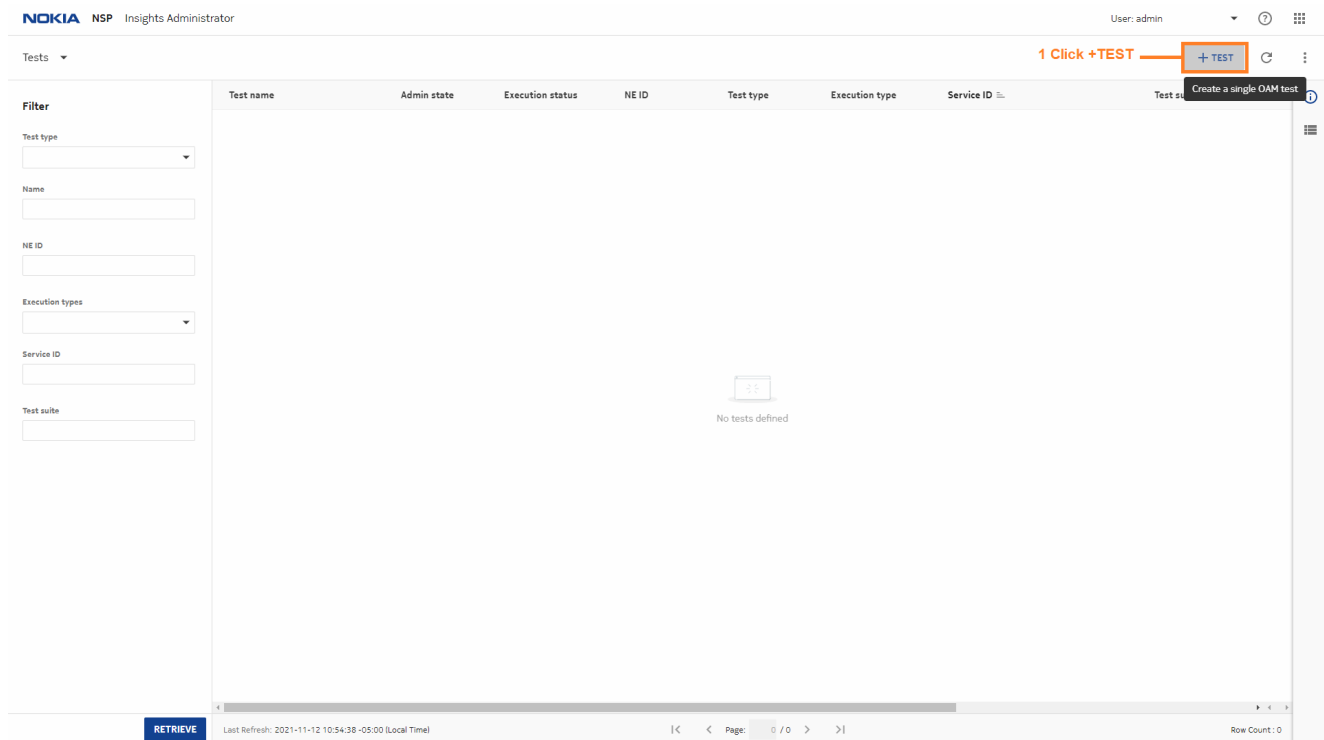 NOKIA NSP Insights Administrator User: admin
Tests 1 Click +TEST + TEST
Create a single OAM test
Filter
Test name Admin state Execution status NE ID Test type Execution type Service ID Test su
Test type
Name
NE ID
Execution types
Service ID
Test suite
No tests defined
RETRIEVE Last Refresh: 2021-11-12 10:54:38 -05:00 (Local Time) Page: 0 / 0 Row Count : 0